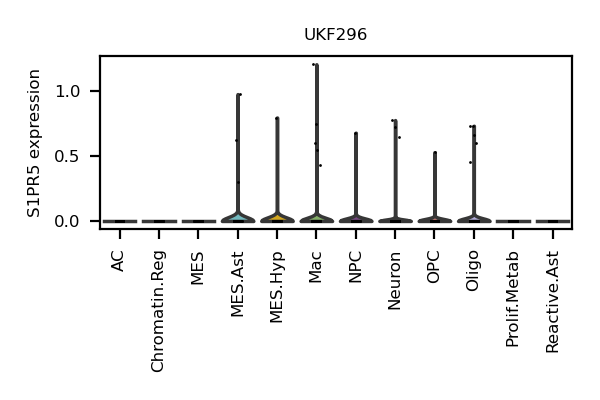 UKF296
S1PR5 expression
1.0
0.5
0.0
AC
Chromatin.Reg
MES
MES.Ast
MES.Hyp
Mac
NPC
Neuron
OPC
Oligo
Prolif.Metab
Reactive.Ast